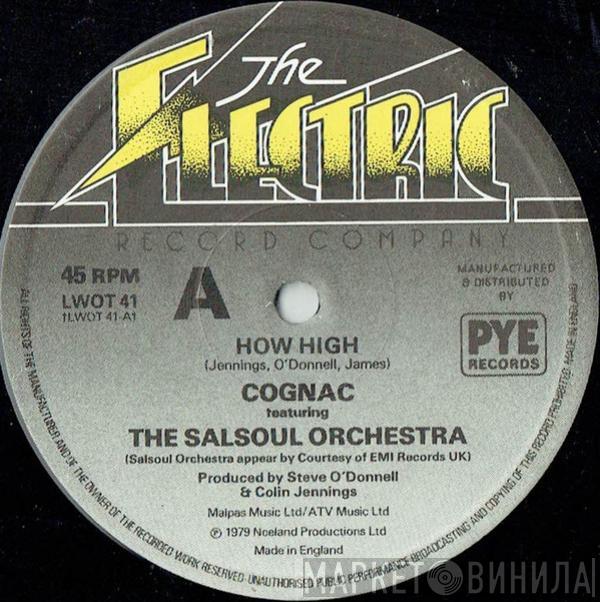 The
ELECTRIC
RECORD COMPANY
45 RPM
LWOT 41
11.WOT 41-A1
A
MANUFACTURED
& DISTRIBUTED
BY
PYE
RECORDS
HOW HIGH
(Jennings, O'Donnell, James)
COGNAC
featuring
THE SALSOUL ORCHESTRA
(Salsoul Orchestra appear by Courtesy of EMI Records UK)
Produced by Steve O'Donnell
& Colin Jennings
Malpas Music Ltd/ATV Music Ltd
℗ 1979 Nceland Productions Ltd
Made in England
ALL RIGHTS OF THE MANUFACTURER AND OF THE OWNER OF THE RECORDED WORK RESERVED · UNAUTHORISED PUBLIC PERFORMANCE BROADCASTING AND COPYING OF THIS RECORD PROHIBITED. MADE IN ENGLAND
МАРКЕТ ВИНИЛА